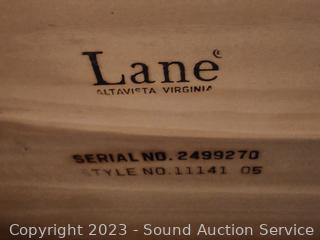 Lane®
ALTAVISTA VIRGINIA
SERIAL NO. 2499270
STYLE NO. 11141 05
Copyright 2023 - Sound Auction Service